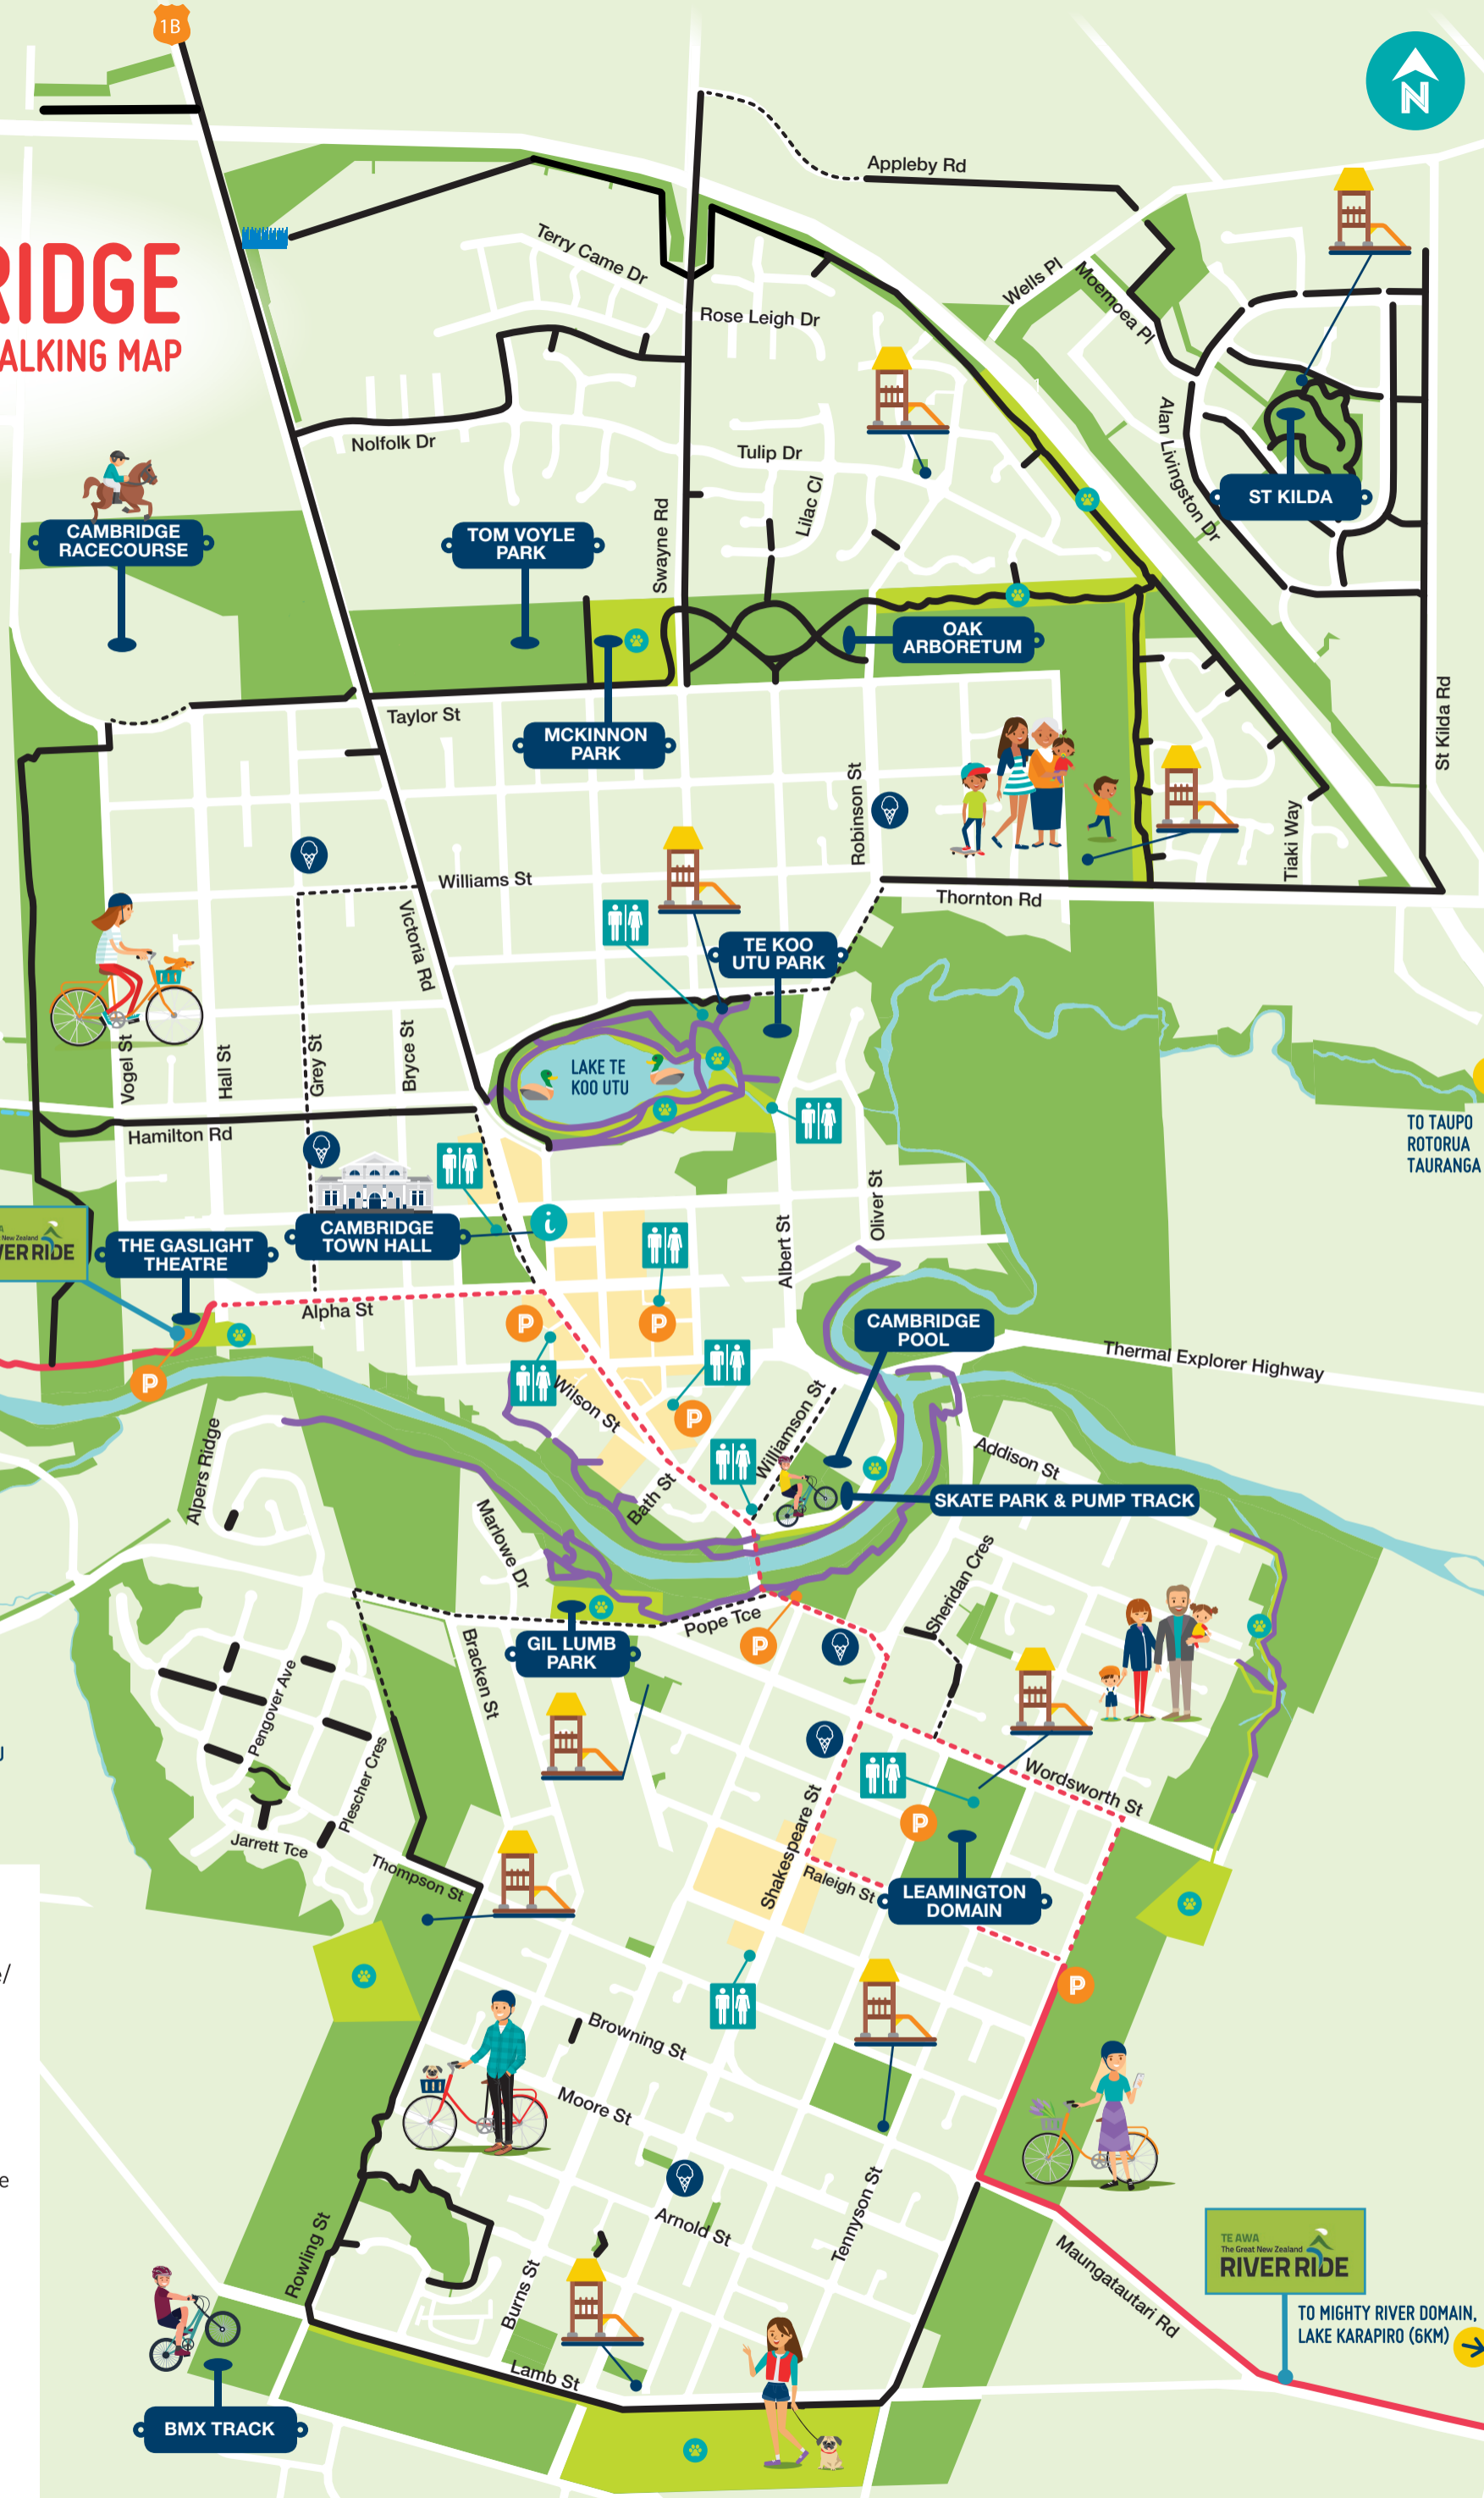 1B
N
RIDGE
ALKING MAP
Appleby Rd
Terry Came Dr
Wells Pl
Moemoea Pl
Rose Leigh Dr
Nolfolk Dr
Tulip Dr
Lilac Cl
Alan Livingston Dr
ST KILDA
CAMBRIDGE
RACECOURSE
TOM VOYLE
PARK
Swayne Rd
OAK
ARBORETUM
St Kilda Rd
Taylor St
MCKINNON
PARK
Robinson St
Tiaki Way
Williams St
Thornton Rd
Victoria Rd
TE KOO
UTU PARK
LAKE TE
KOO UTU
Vogel St
Hall St
Grey St
Bryce St
Hamilton Rd
TO TAUPO
ROTORUA
TAURANGA
Oliver St
Albert St
New Zealand
ER RIDE
THE GASLIGHT
THEATRE
CAMBRIDGE
TOWN HALL
i
Alpha St
P
P
P
P
CAMBRIDGE
POOL
Thermal Explorer Highway
Wilson St
Williamson St
Addison St
Alpers Ridge
Bath St
SKATE PARK & PUMP TRACK
Marlowe Dr
Sheridan Cres
Pope Tce
P
GIL LUMB
PARK
Bracken St
Pengover Ave
Plescher Cres
Jarrett Tce
Thompson St
Wordsworth St
P
Shakespeare St
Raleigh St
LEAMINGTON
DOMAIN
P
e/
Browning St
Moore St
e
Arnold St
Tennyson St
Rowling St
Burns St
Maungatautari Rd
TE AWA
The Great New Zealand
RIVER RIDE
TO MIGHTY RIVER DOMAIN,
LAKE KARAPIRO (6KM)
Lamb St
BMX TRACK